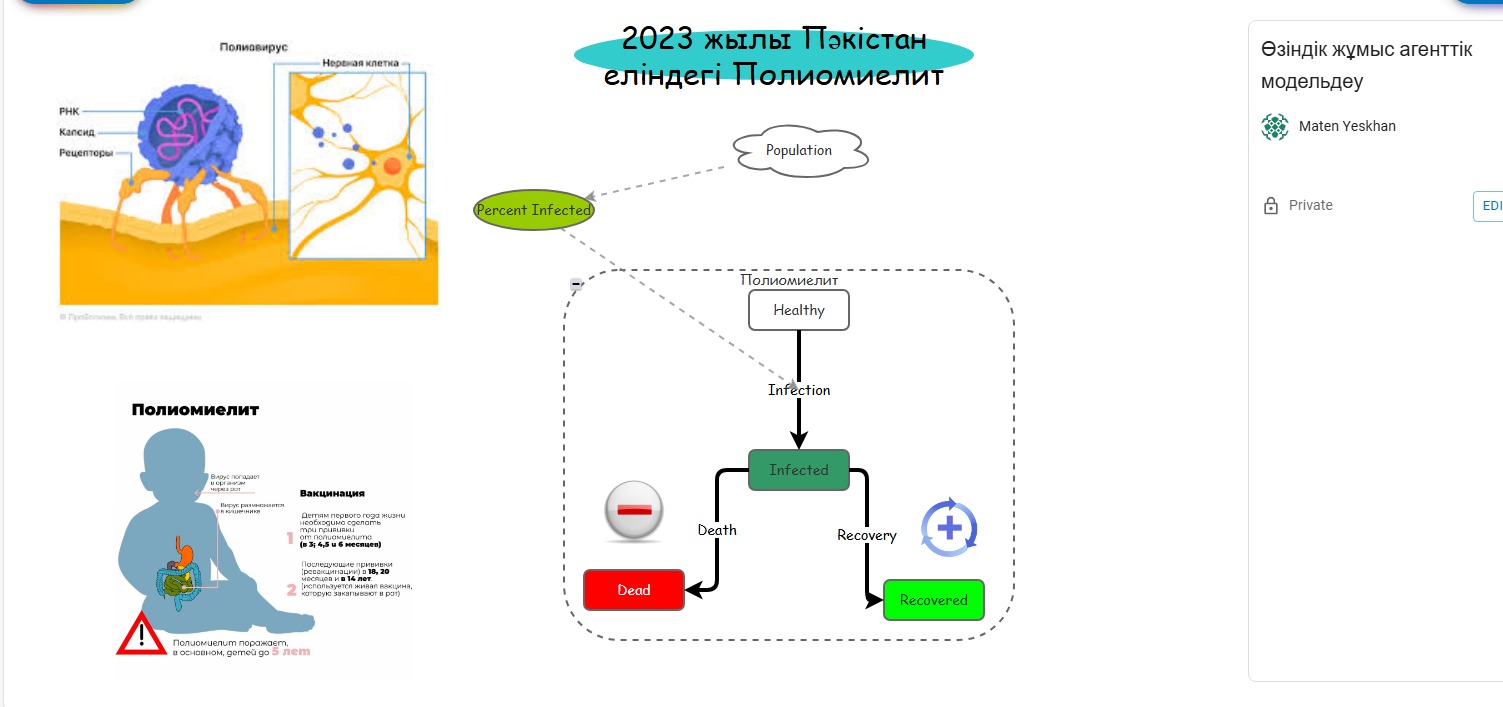 2023 жылы Пәкістан
еліндегі Полиомиелит
Полиовирус
Нервная клетка
РНК
Капсид
Рецепторы
Population
Percent Infected
Полиомиелит
Healthy
Infection
Infected
Death
Recovery
Dead
Recovered
Полиомиелит
Вирус попадает
в организм
через рот
Вирус размножается
в кишечнике
Вакцинация
1
Детям первого года жизни
необходимо сделать
три прививки
от полиомиелита
(в 3; 4,5 и 6 месяцев)
2
Последующие прививки
(ревакцинации) в 18, 20
месяцев и в 14 лет.
(используется живая вакцина,
которую закапывают в рот)
Полиомиелит поражает,
в основном, детей до 5 лет
Өзіндік жұмыс агенттік
модельдеу
Maten Yeskhan
Private
EDI